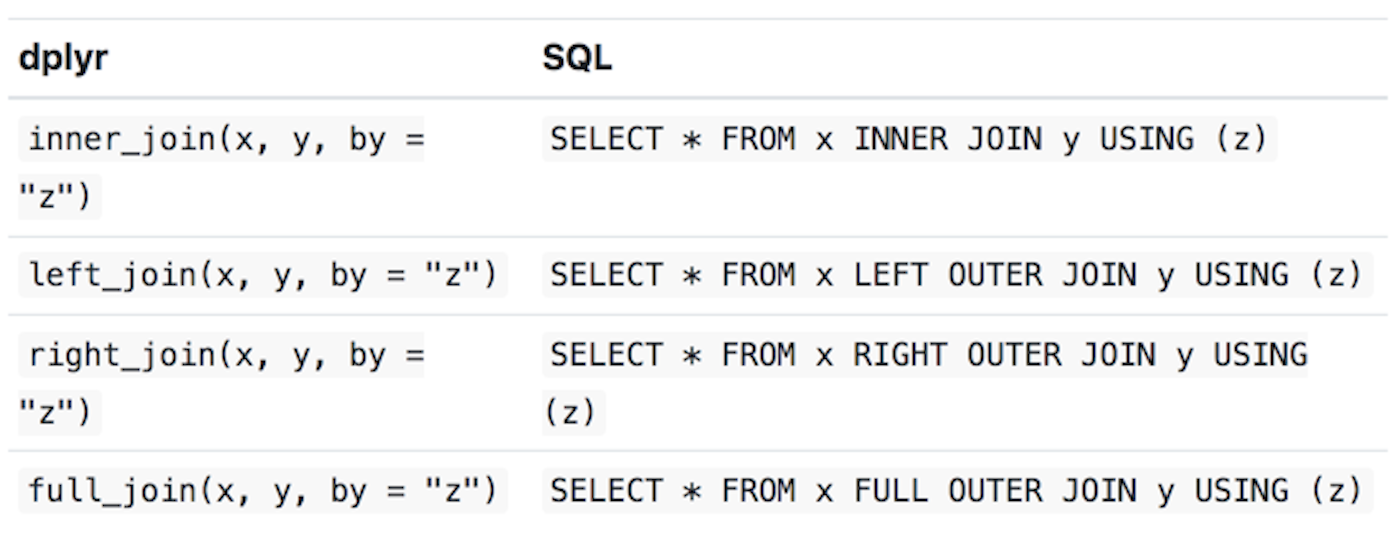 dplyr SQL
inner_join(x, y, by = SELECT * FROM x INNER JOIN y USING (z)
"z")
left_join(x, y, by = "z") SELECT * FROM x LEFT OUTER JOIN y USING (z)
right_join(x, y, by = SELECT * FROM x RIGHT OUTER JOIN y USING
"z") (z)
full_join(x, y, by = "z") SELECT * FROM x FULL OUTER JOIN y USING (z)